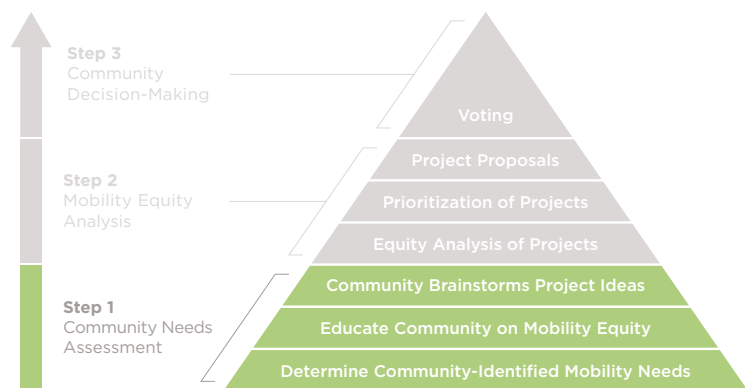 Step 3
Community
Decision-Making
Voting
Step 2
Mobility Equity
Analysis
Project Proposals
Prioritization of Projects
Equity Analysis of Projects
Step 1
Community Needs
Assessment
Community Brainstorms Project Ideas
Educate Community on Mobility Equity
Determine Community-Identified Mobility Needs